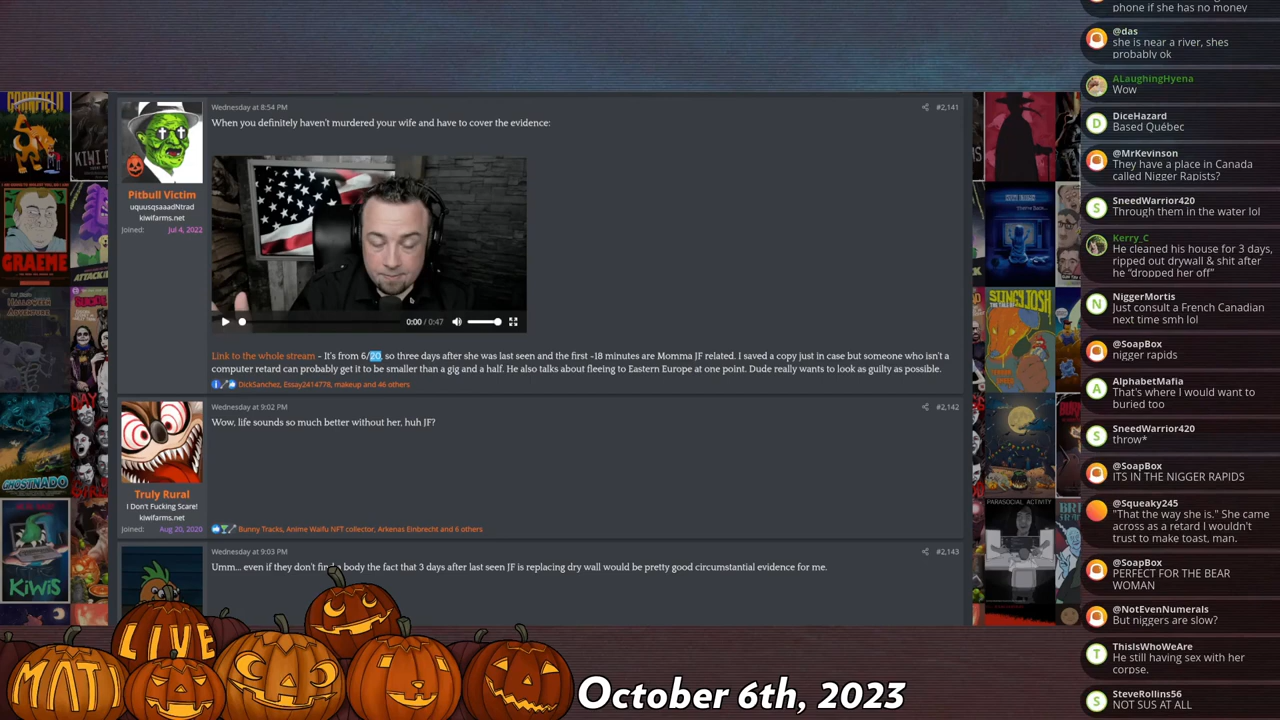 Wednesday at 8:54 PM
#2,141
When you definitely haven't murdered your wife and have to cover the evidence:
Pitbull Victim
uquusqsaaadNtrad
kiwifarms.net
Joined: Jul 4, 2022
0:00 / 0:47
Link to the whole stream - It's from 6/20, so three days after she was last seen and the first ~18 minutes are Momma JF related. I saved a copy just in case but someone who isn't a
computer retard can probably get it to be smaller than a gig and a half. He also talks about fleeing to Eastern Europe at one point. Dude really wants to look as guilty as possible.
DickSanchez, Essay2414778, makeup and 46 others
Wednesday at 9:02 PM
#2,142
Wow, life sounds so much better without her, huh JF?
Truly Rural
I Don't Fucking Scare!
kiwifarms.net
Joined: Aug 20, 2020
Bunny Tracks, Anime Waifu NFT collector, Arkenas Einbrecht and 6 others
Wednesday at 9:03 PM
#2,143
Umm... even if they don't find a body the fact that 3 days after last seen JF is replacing dry wall would be pretty good circumstantial evidence for me.
GRAEME
GHOSTNADO
KiWiS
STINGY JOSH
PARASOCIAL ACTIVITY
MATI
LIVE
October 6th, 2023
phone if she has no money
@das
she is near a river, shes
probably ok
ALaughingHyena
Wow
DiceHazard
Based Québec
@MrKevinson
They have a place in Canada
called Nigger Rapists?
SneedWarrior420
Through them in the water lol
Kerry_C
He cleaned his house for 3 days,
ripped out drywall & shit after
he “dropped her off”
NiggerMortis
Just consult a French Canadian
next time smh lol
@SoapBox
nigger rapids
AlphabetMafia
That's where I would want to
buried too
SneedWarrior420
throw*
@SoapBox
ITS IN THE NIGGER RAPIDS
@Squeaky245
"That the way she is." She came
across as a retard I wouldn't
trust to make toast, man.
@SoapBox
PERFECT FOR THE BEAR
WOMAN
@NotEvenNumerals
But niggers are slow?
ThisIsWhoWeAre
He still having sex with her
corpse.
SteveRollins56
NOT SUS AT ALL